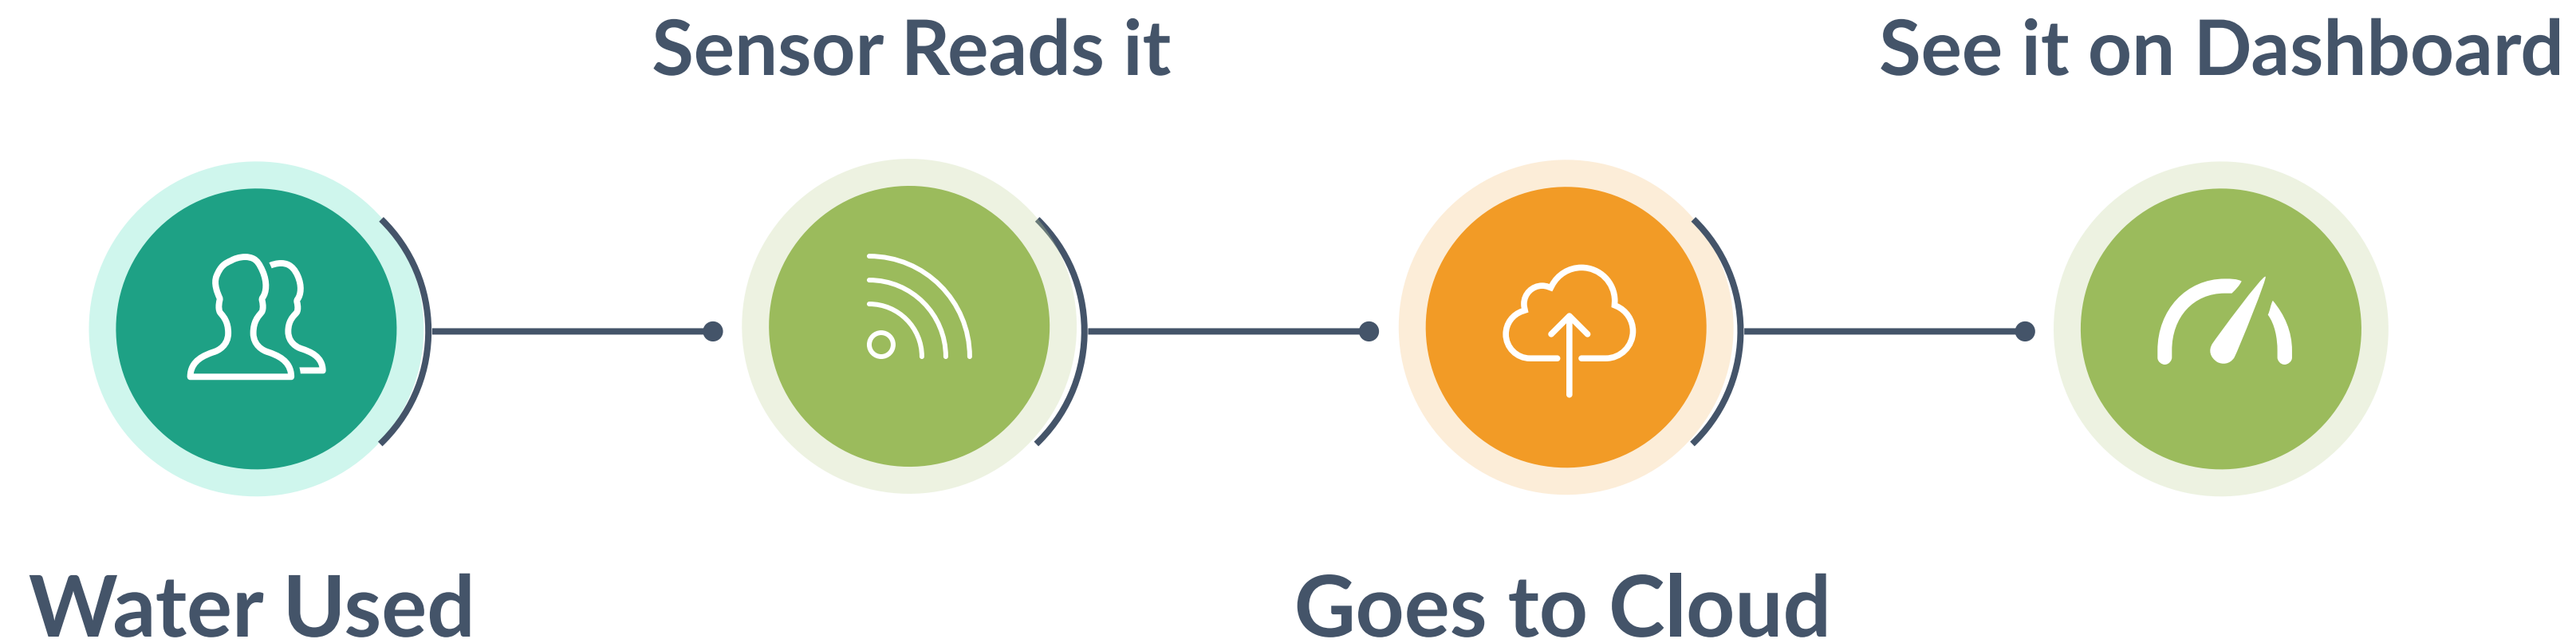 Sensor Reads it
See it on Dashboard
Water Used
Goes to Cloud